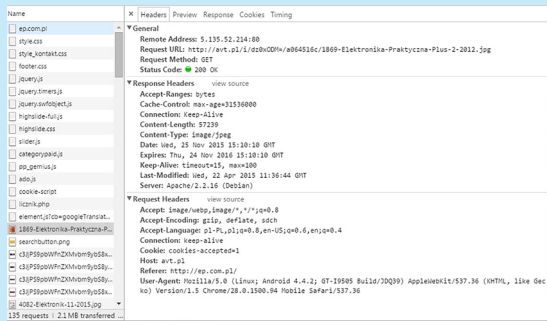 Name
ep.com.pl
style.css
style_kontakt.css
footer.css
jquery.js
jquery.timers.js
jquery.swfobject.js
highslide-full.js
highslide.css
slider.js
categorypaid.js
pp_gemius.js
ado.js
cookie-script
licznik.php
element.js?cb=googleTranslat...
1869-Elektronika-Praktyczna-P...
searchbutton.png
c3JjPS9pbWFnZXMvbm9ybS8x...
c3JjPS9pbWFnZXMvbm9ybS8y...
c3JjPS9pbWFnZXMvbm9ybS8y...
c3JjPS9pbWFnZXMvbm9ybS8x...
4082-Elektronik-11-2015.jpg
135 requests | 2.1 MB transferred ...
× Headers Preview Response Cookies Timing
▼ General
Remote Address: 5.135.52.214:80
Request URL: http://avt.pl/i/dz0xODM=/a064516c/1869-Elektronika-Praktyczna-Plus-2-2012.jpg
Request Method: GET
Status Code: 200 OK
▼ Response Headers view source
Accept-Ranges: bytes
Cache-Control: max-age=31536000
Connection: Keep-Alive
Content-Length: 57239
Content-Type: image/jpeg
Date: Wed, 25 Nov 2015 15:10:10 GMT
Expires: Thu, 24 Nov 2016 15:10:10 GMT
Keep-Alive: timeout=15, max=100
Last-Modified: Wed, 22 Apr 2015 11:36:44 GMT
Server: Apache/2.2.16 (Debian)
▼ Request Headers view source
Accept: image/webp,image/*,*/*;q=0.8
Accept-Encoding: gzip, deflate, sdch
Accept-Language: pl-PL,pl;q=0.8,en-US;q=0.6,en;q=0.4
Connection: keep-alive
Cookie: cookies-accepted=1
Host: avt.pl
Referer: http://ep.com.pl/
User-Agent: Mozilla/5.0 (Linux; Android 4.4.2; GT-I9505 Build/JDQ39) AppleWebKit/537.36 (KHTML, like Gec
ko) Version/1.5 Chrome/28.0.1500.94 Mobile Safari/537.36